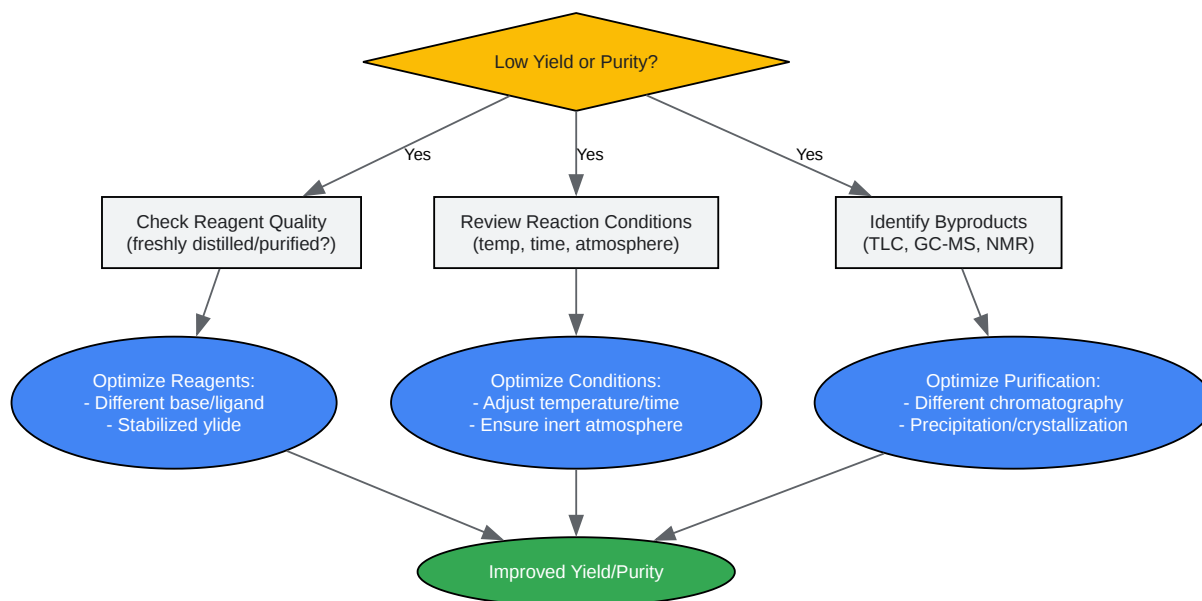 Low Yield or Purity?
Yes
Yes
Yes
Check Reagent Quality
(freshly distilled/purified?)
Review Reaction Conditions
(temp, time, atmosphere)
Identify Byproducts
(TLC, GC-MS, NMR)
Optimize Reagents:
- Different base/ligand
- Stabilized ylide
Optimize Conditions:
- Adjust temperature/time
- Ensure inert atmosphere
Optimize Purification:
- Different chromatography
- Precipitation/crystallization
Improved Yield/Purity